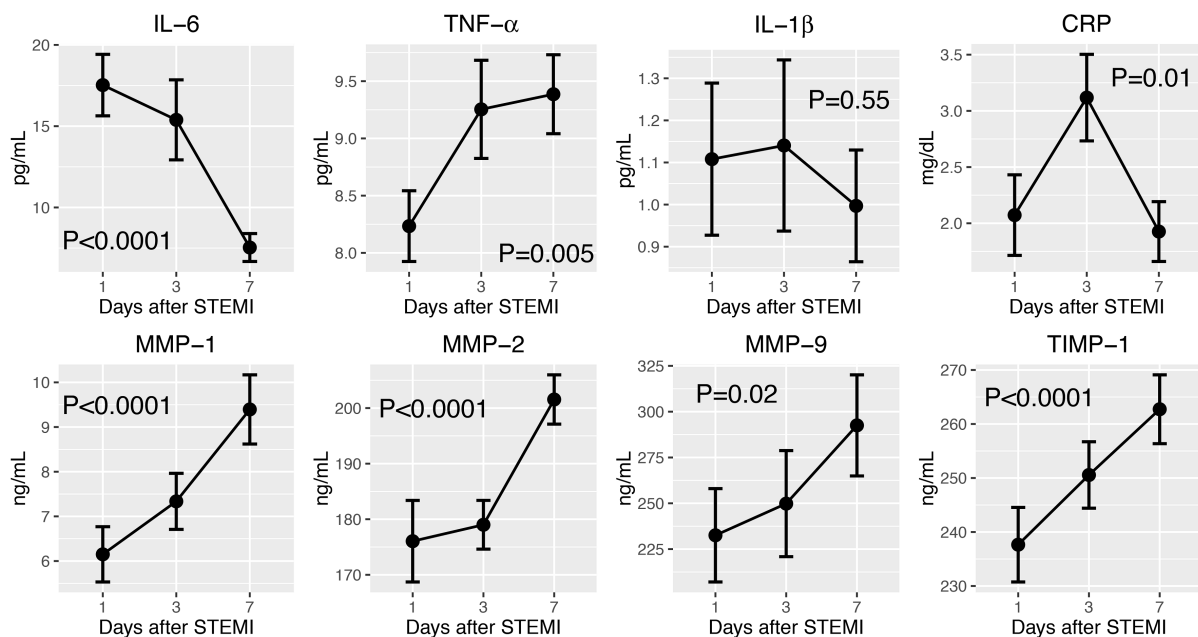 IL−6
20
15
10
pg/mL
P<0.0001
1 3 7
Days after STEMI
TNF−α
9.5
9.0
8.5
8.0
pg/mL
P=0.005
1 3 7
Days after STEMI
IL−1β
1.3
1.2
1.1
1.0
0.9
pg/mL
P=0.55
1 3 7
Days after STEMI
CRP
3.5
3.0
2.5
2.0
mg/dL
P=0.01
1 3 7
Days after STEMI
MMP−1
10
9
8
7
6
ng/mL
P<0.0001
1 3 7
Days after STEMI
MMP−2
200
190
180
170
ng/mL
P<0.0001
1 3 7
Days after STEMI
MMP−9
325
300
275
250
225
ng/mL
P=0.02
1 3 7
Days after STEMI
TIMP−1
270
260
250
240
230
ng/mL
P<0.0001
1 3 7
Days after STEMI